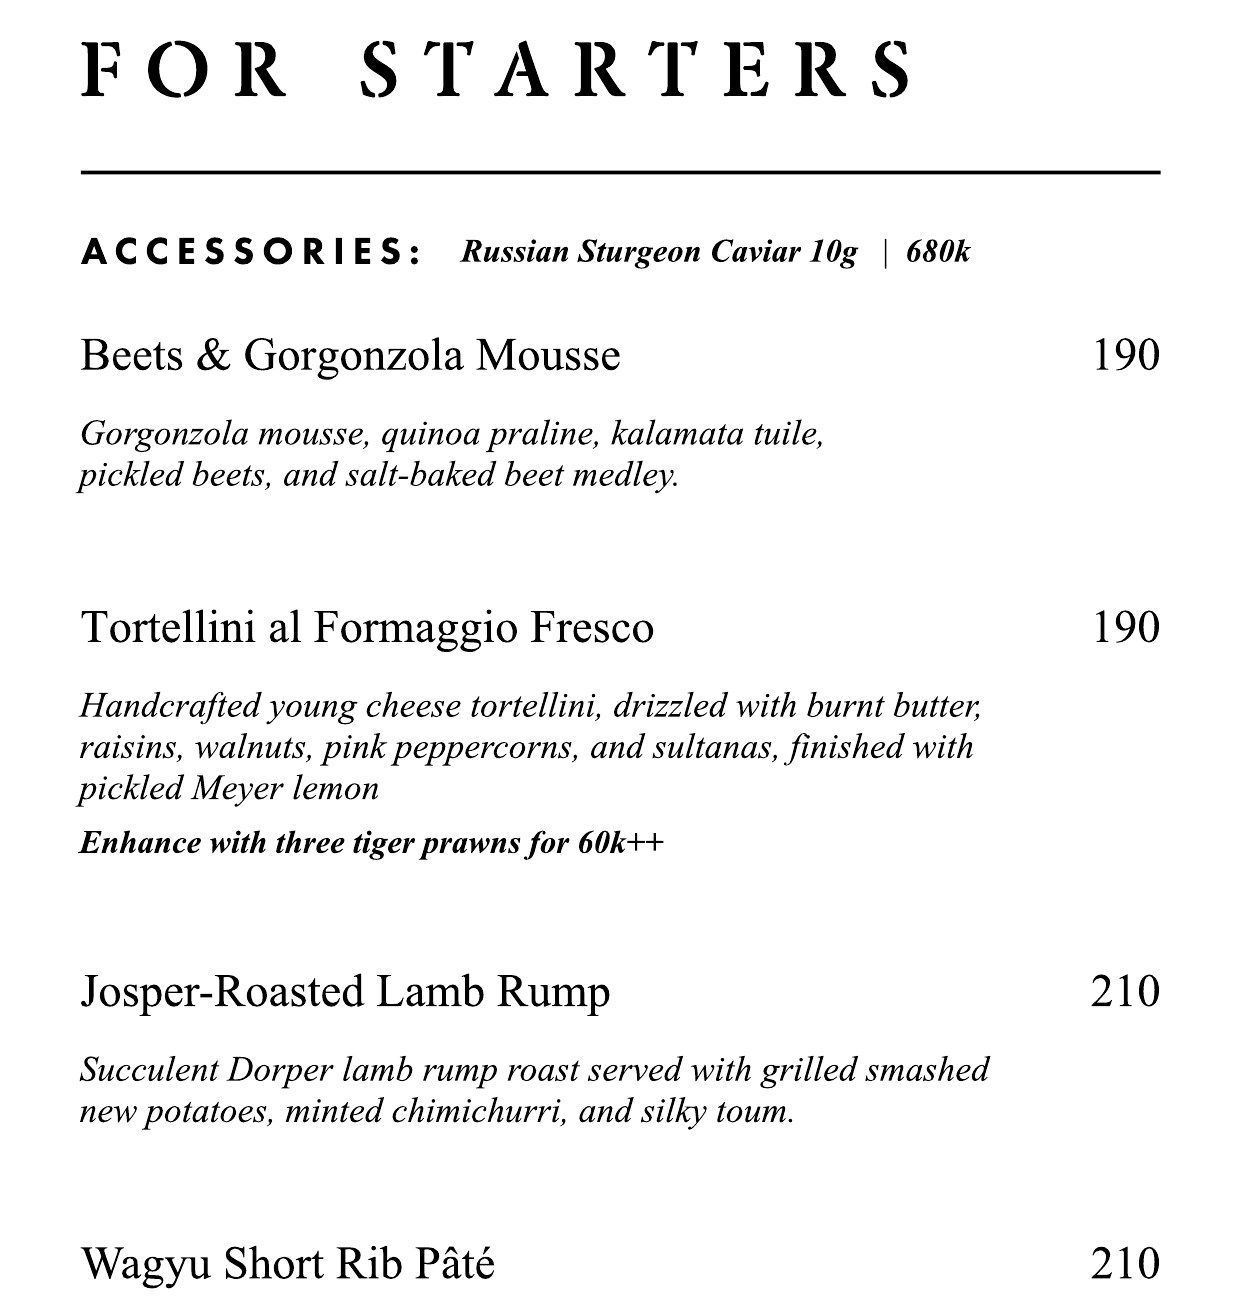 FOR STARTERS
ACCESSORIES: Russian Sturgeon Caviar 10g | 680k
Beets & Gorgonzola Mousse 190
Gorgonzola mousse, quinoa praline, kalamata tuile,
pickled beets, and salt-baked beet medley.
Tortellini al Formaggio Fresco 190
Handcrafted young cheese tortellini, drizzled with burnt butter,
raisins, walnuts, pink peppercorns, and sultanas, finished with
pickled Meyer lemon
Enhance with three tiger prawns for 60k++
Josper-Roasted Lamb Rump 210
Succulent Dorper lamb rump roast served with grilled smashed
new potatoes, minted chimichurri, and silky toum.
Wagyu Short Rib Pâté 210